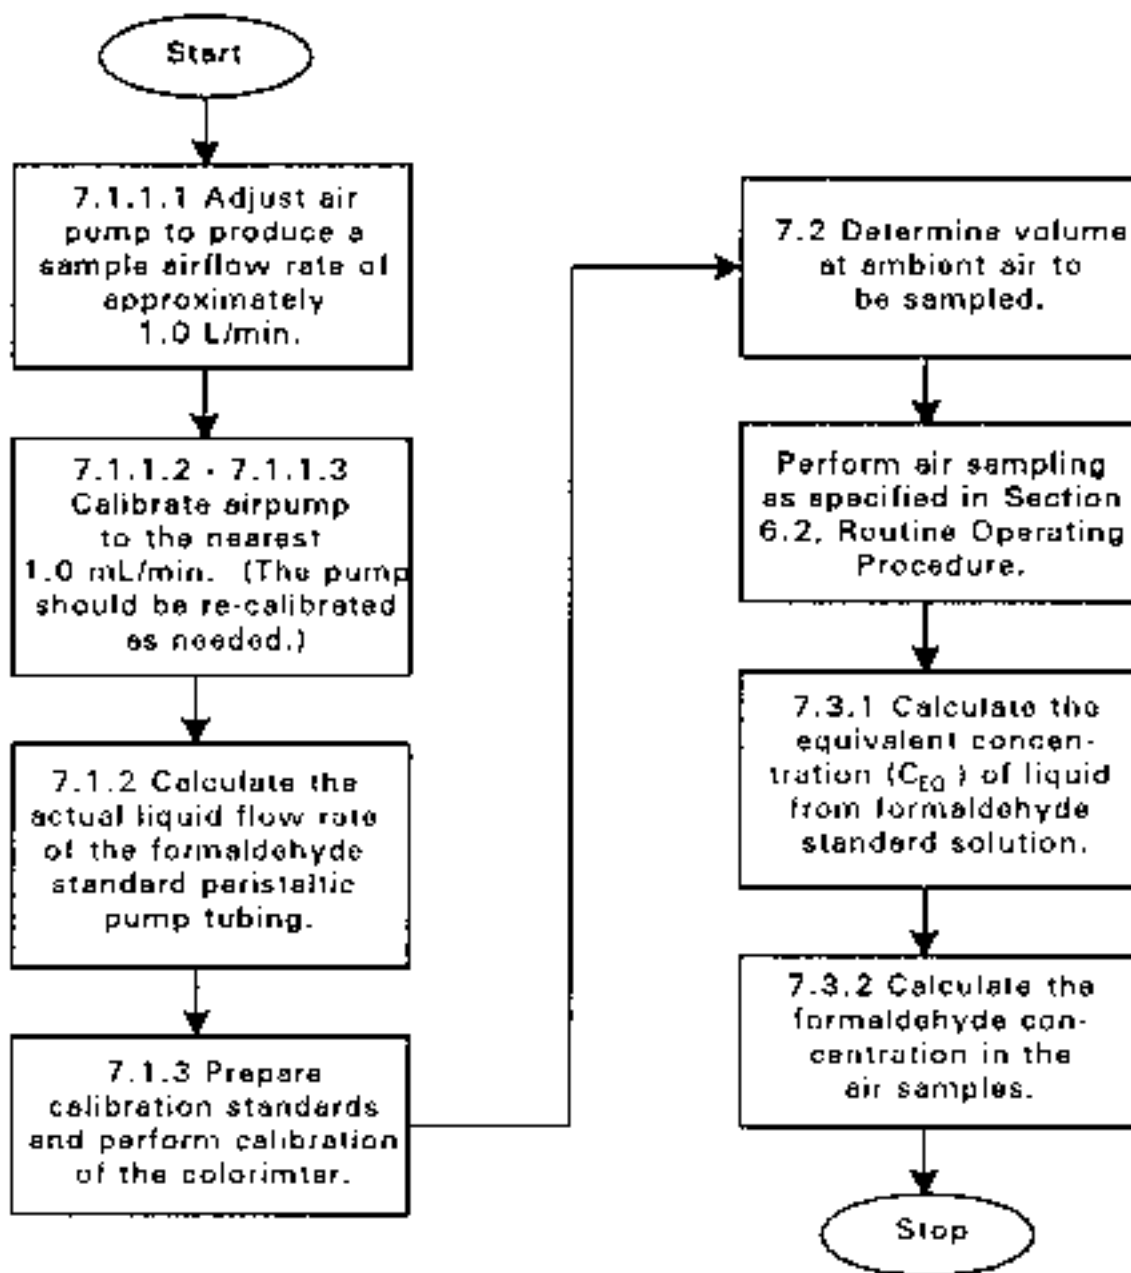 Start
7.1.1.1 Adjust air
pump to produce a
sample airflow rate of
approximately
1.0 L/min.
7.1.1.2 - 7.1.1.3
Calibrate airpump
to the nearest
1.0 mL/min. (The pump
should be re-calibrated
as needed.)
7.1.2 Calculate the
actual liquid flow rate
of the formaldehyde
standard peristaltic
pump tubing.
7.1.3 Prepare
calibration standards
and perform calibration
of the colorimter.
7.2 Determine volume
at ambient air to
be sampled.
Perform air sampling
as specified in Section
6.2, Routine Operating
Procedure.
7.3.1 Calculate the
equivalent concen-
tration (C_EQ) of liquid
from formaldehyde
standard solution.
7.3.2 Calculate the
formaldehyde con-
centration in the
air samples.
Stop